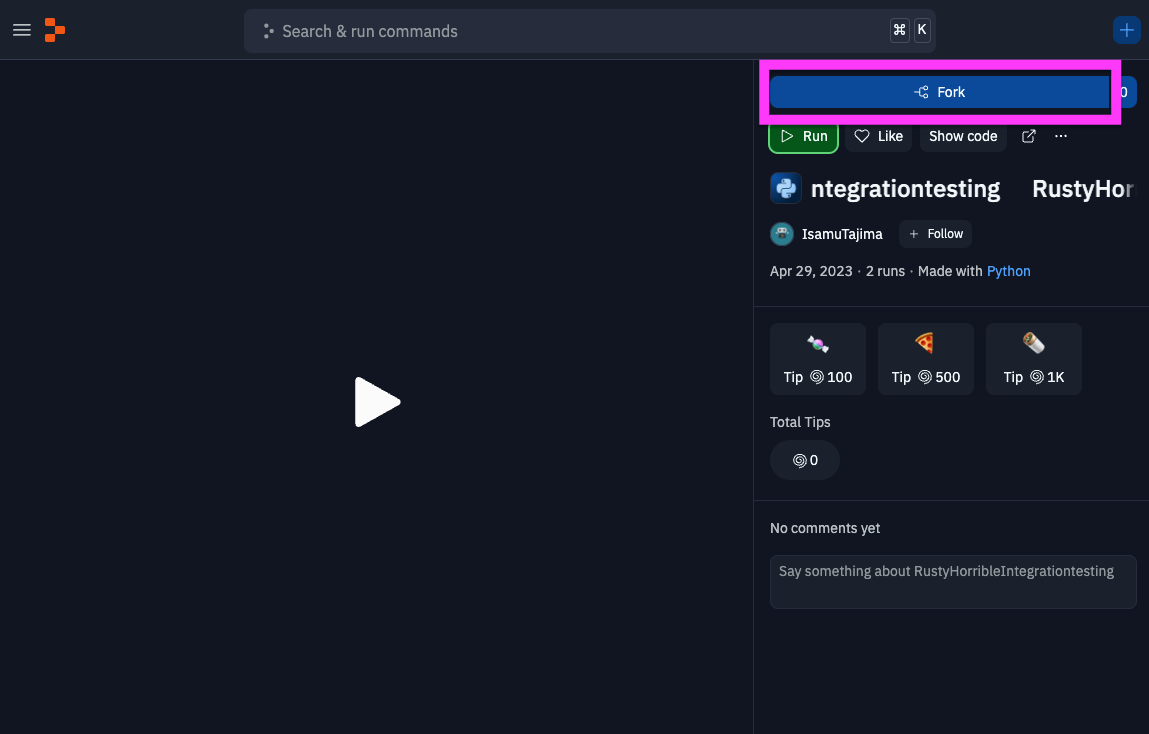 Search & run commands ⌘ K
Fork 0
Run Like Show code
ntegrationtesting RustyHor
IsamuTajima + Follow
Apr 29, 2023 · 2 runs · Made with Python
Tip 100 Tip 500 Tip 1K
Total Tips
0
No comments yet
Say something about RustyHorribleIntegrationtesting